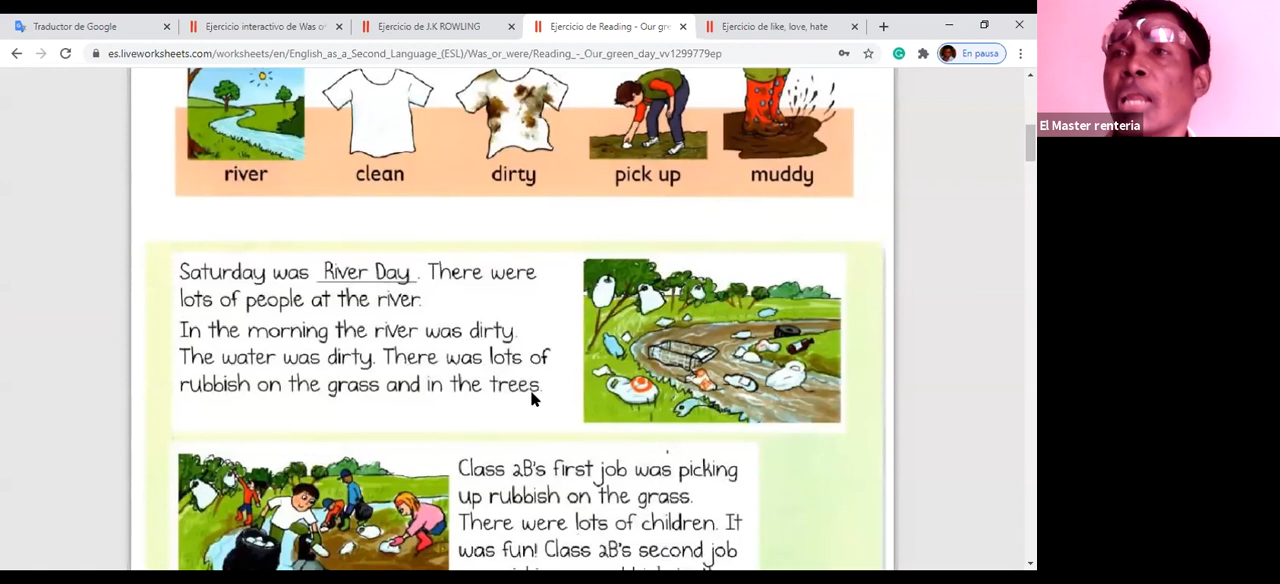 Traductor de Google
Ejercicio interactivo de Was o
Ejercicio de J.K ROWLING
Ejercicio de Reading - Our gree
Ejercicio de like, love, hate
es.liveworksheets.com/worksheets/en/English_as_a_Second_Language_(ESL)/Was_or_were/Reading_-_Our_green_day_vv1299779ep
En pausa
El Master renteria
river clean dirty pick up muddy
Saturday was River Day. There were
lots of people at the river.
In the morning the river was dirty.
The water was dirty. There was lots of
rubbish on the grass and in the trees.
Class 2B's first job was picking
up rubbish on the grass.
There were lots of children. It
was fun! Class 2B's second job